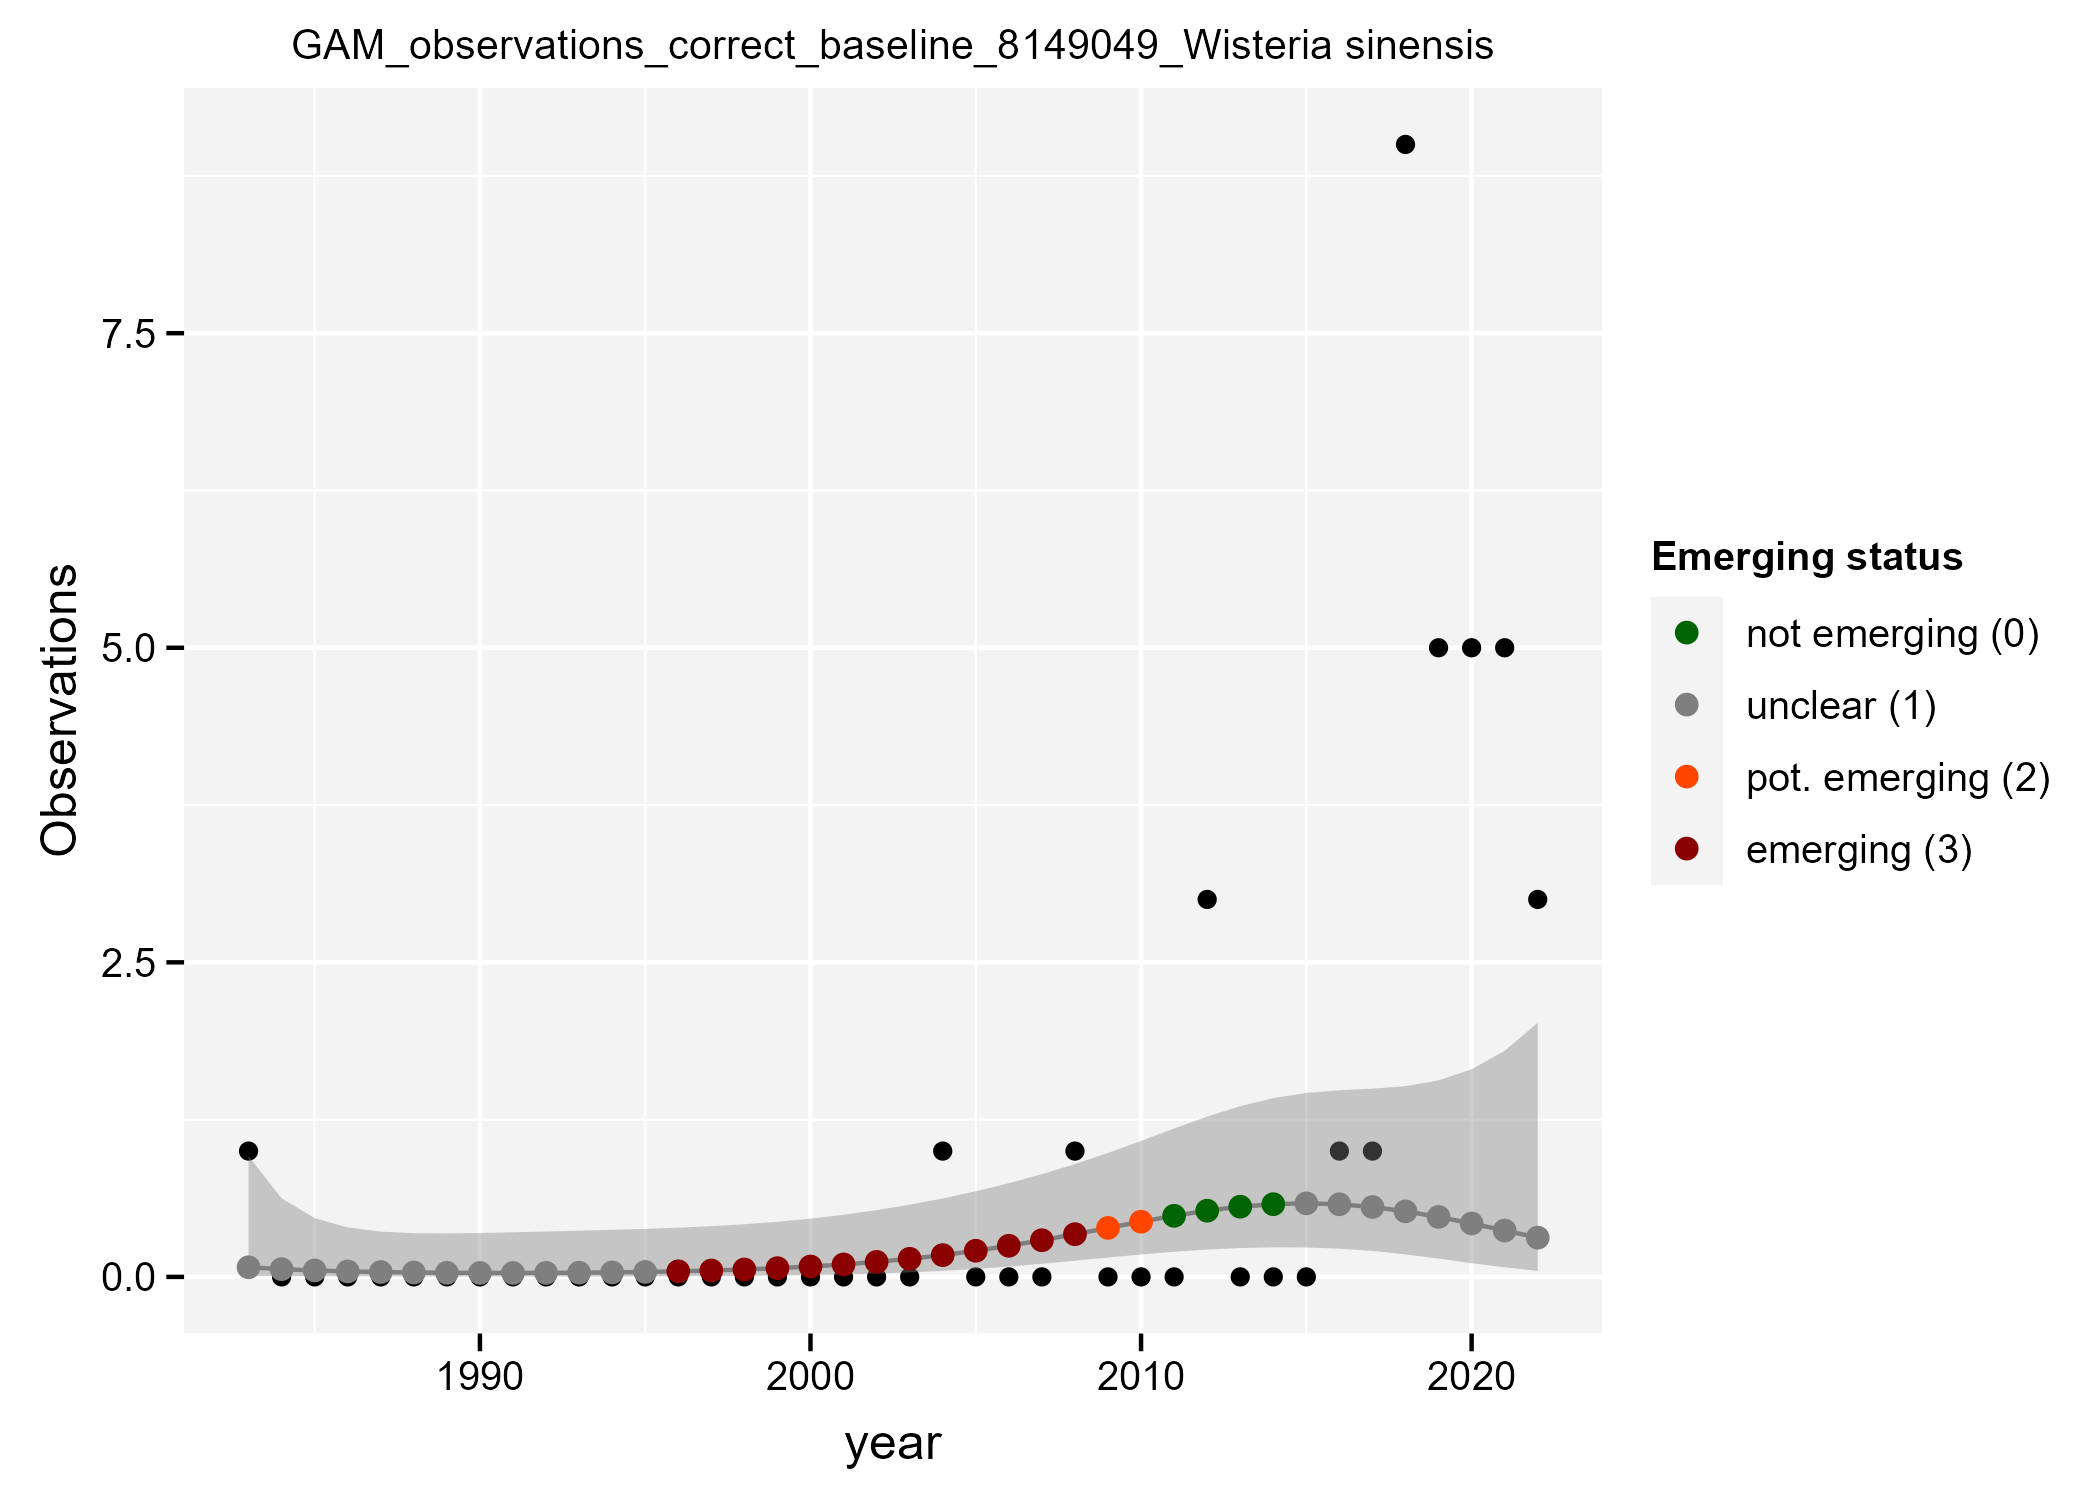 GAM_observations_correct_baseline_8149049_Wisteria sinensis
Observations
7.5
5.0
2.5
0.0
1990 2000 2010 2020
year
Emerging status
not emerging (0)
unclear (1)
pot. emerging (2)
emerging (3)